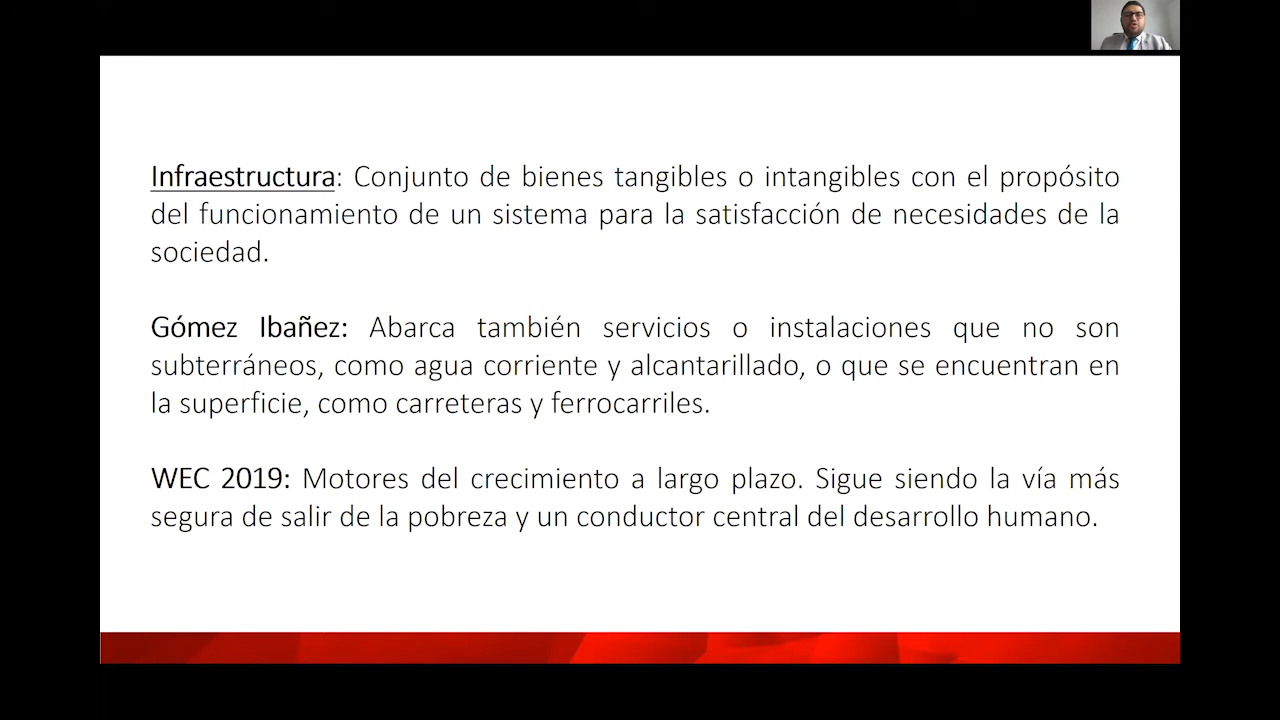 Infraestructura: Conjunto de bienes tangibles o intangibles con el propósito
del funcionamiento de un sistema para la satisfacción de necesidades de la
sociedad.
Gómez Ibañez: Abarca también servicios o instalaciones que no son
subterráneos, como agua corriente y alcantarillado, o que se encuentran en
la superficie, como carreteras y ferrocarriles.
WEC 2019: Motores del crecimiento a largo plazo. Sigue siendo la vía más
segura de salir de la pobreza y un conductor central del desarrollo humano.